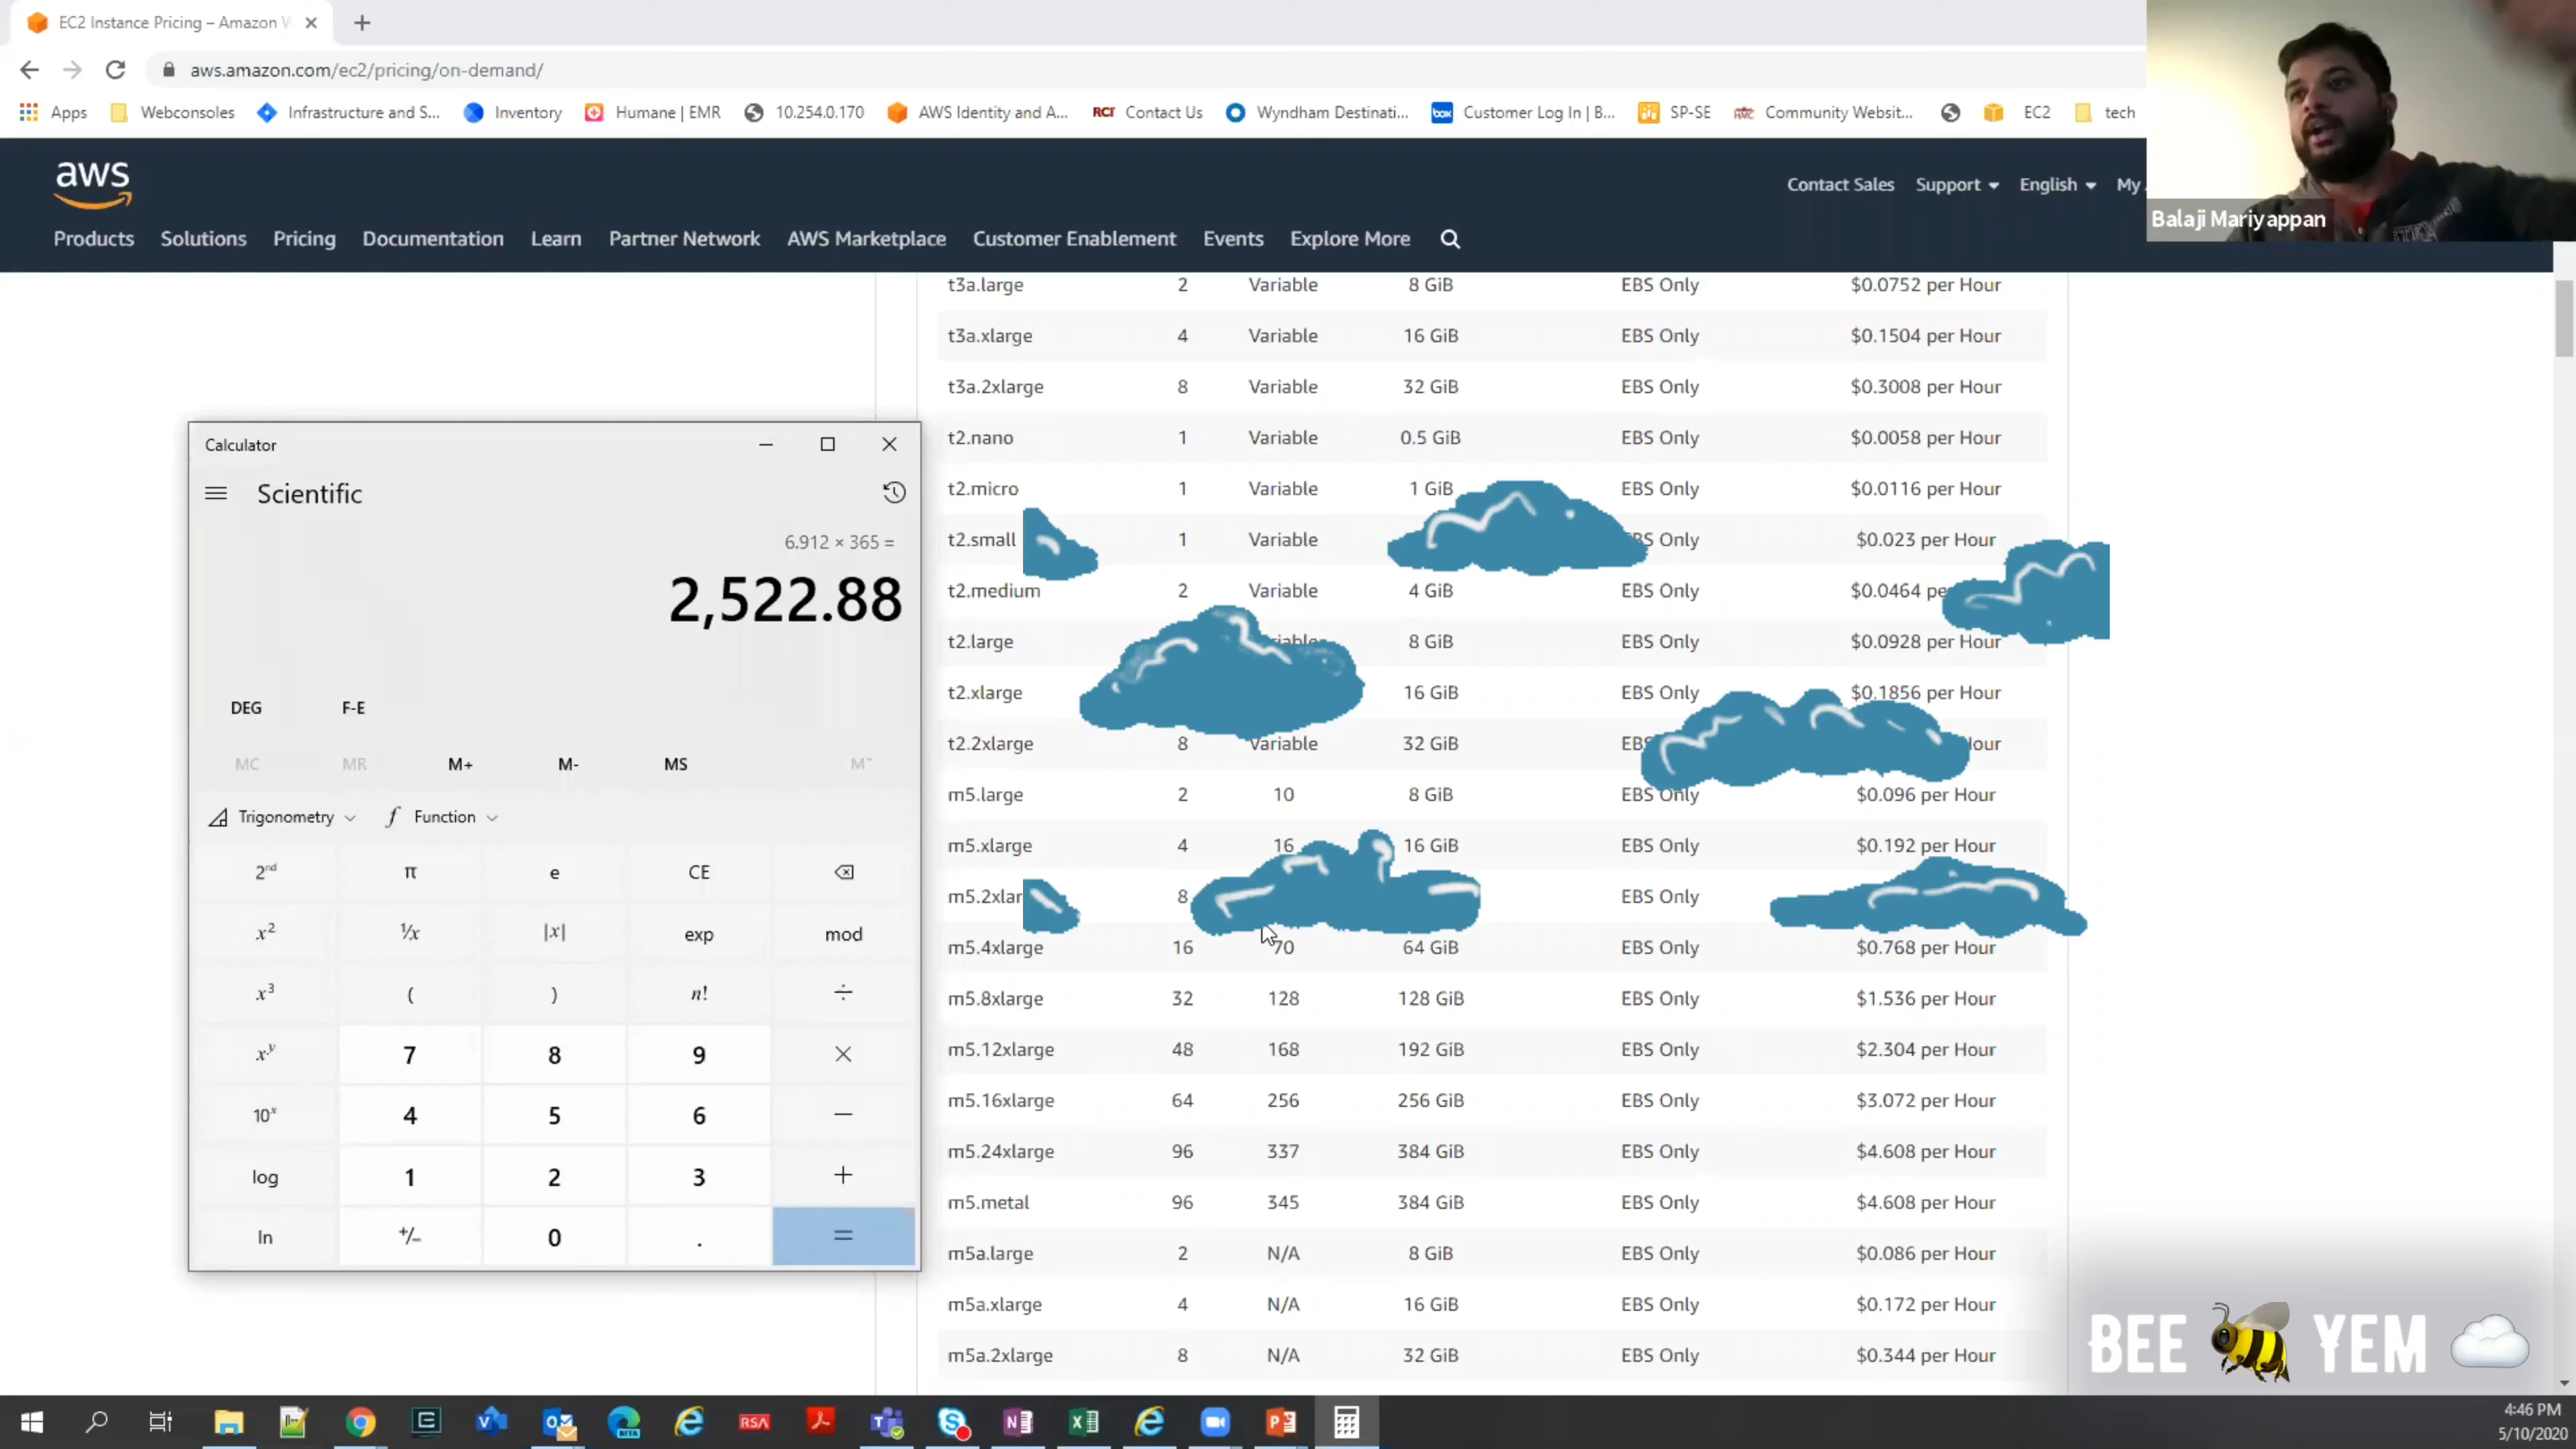 EC2 Instance Pricing – Amazon W
aws.amazon.com/ec2/pricing/on-demand/
Apps Webconsoles Infrastructure and S... Inventory Humane | EMR 10.254.0.170 AWS Identity and A... RCI Contact Us Wyndham Destinati... box Customer Log In | B... SP-SE Community Websit... EC2 tech
aws
Contact Sales Support English My
Balaji Mariyappan
Products Solutions Pricing Documentation Learn Partner Network AWS Marketplace Customer Enablement Events Explore More
t3a.large 2 Variable 8 GiB EBS Only $0.0752 per Hour
t3a.xlarge 4 Variable 16 GiB EBS Only $0.1504 per Hour
t3a.2xlarge 8 Variable 32 GiB EBS Only $0.3008 per Hour
t2.nano 1 Variable 0.5 GiB EBS Only $0.0058 per Hour
t2.micro 1 Variable 1 GiB EBS Only $0.0116 per Hour
t2.small 1 Variable Only $0.023 per Hour
t2.medium 2 Variable 4 GiB EBS Only $0.0464
t2.large 8 GiB EBS Only $0.0928 per Hour
t2.xlarge 16 GiB EBS Only $0.1856 per Hour
t2.2xlarge 8 Variable 32 GiB
m5.large 2 10 8 GiB EBS Only $0.096 per Hour
m5.xlarge 4 16 16 GiB EBS Only $0.192 per Hour
m5.2xlar 8 EBS Only
m5.4xlarge 16 70 64 GiB EBS Only $0.768 per Hour
m5.8xlarge 32 128 128 GiB EBS Only $1.536 per Hour
m5.12xlarge 48 168 192 GiB EBS Only $2.304 per Hour
m5.16xlarge 64 256 256 GiB EBS Only $3.072 per Hour
m5.24xlarge 96 337 384 GiB EBS Only $4.608 per Hour
m5.metal 96 345 384 GiB EBS Only $4.608 per Hour
m5a.large 2 N/A 8 GiB EBS Only $0.086 per Hour
m5a.xlarge 4 N/A 16 GiB EBS Only $0.172 per Hour
m5a.2xlarge 8 N/A 32 GiB EBS Only $0.344 per Hour
Calculator
Scientific
6.912 × 365 =
2,522.88
DEG F-E
MC MR M+ M- MS M˅
Trigonometry f Function
2nd π e CE
x² ¹/x |x| exp mod
x³ ( ) n! ÷
xʸ 7 8 9 ×
10ˣ 4 5 6 −
log 1 2 3 +
ln +/− 0 . =
BEE YEM
RSA BETA
4:46 PM
5/10/2020